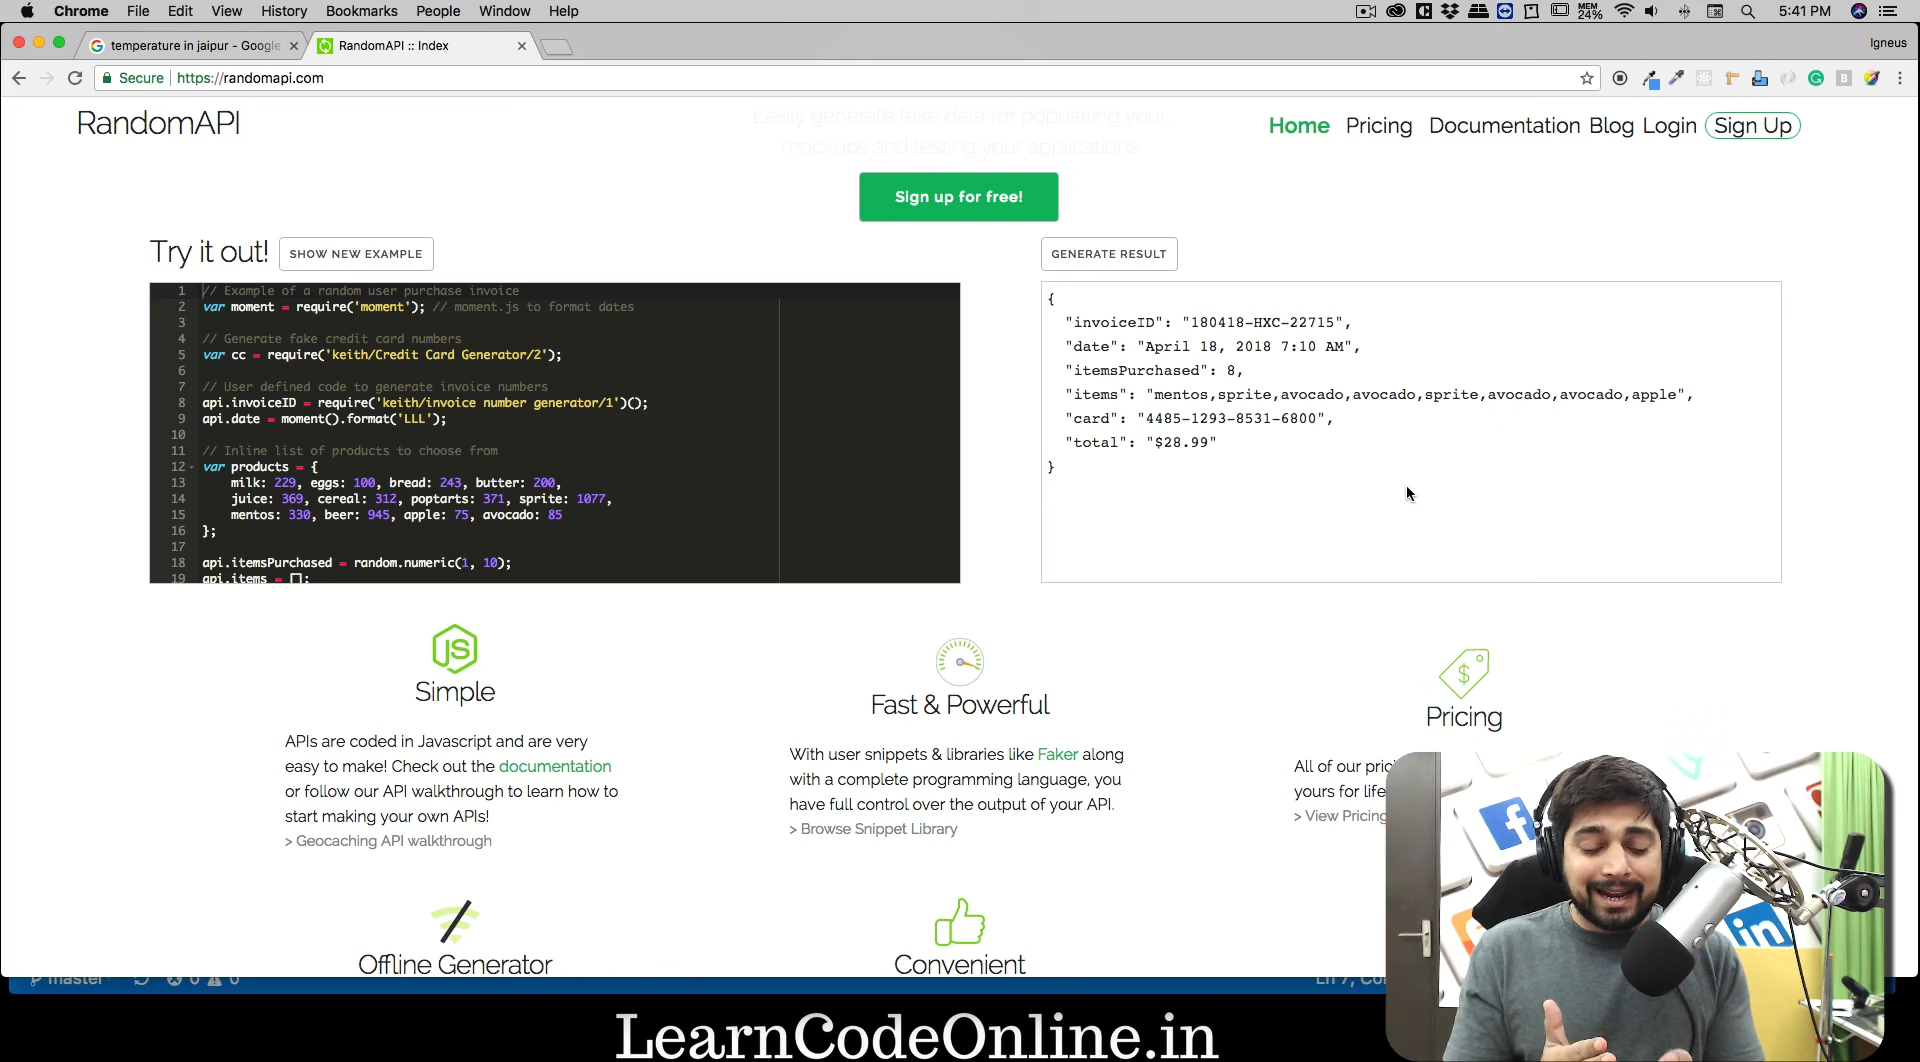 Chrome File Edit View History Bookmarks People Window Help MEM 24% 5:41 PM
temperature in jaipur - Google RandomAPI :: Index Igneus
Secure https://randomapi.com
Easily generate fake data for populating your
mockups and testing your applications
RandomAPI Home Pricing Documentation Blog Login Sign Up
Sign up for free!
Try it out! SHOW NEW EXAMPLE
1 // Example of a random user purchase invoice
2 var moment = require('moment'); // moment.js to format dates
3
4 // Generate fake credit card numbers
5 var cc = require('keith/Credit Card Generator/2');
6
7 // User defined code to generate invoice numbers
8 api.invoiceID = require('keith/invoice number generator/1')();
9 api.date = moment().format('LLL');
10
11 // Inline list of products to choose from
12 var products = {
13 milk: 229, eggs: 100, bread: 243, butter: 200,
14 juice: 369, cereal: 312, poptarts: 371, sprite: 1077,
15 mentos: 330, beer: 945, apple: 75, avocado: 85
16 };
17
18 api.itemsPurchased = random.numeric(1, 10);
19 api.items = [];
GENERATE RESULT
{
"invoiceID": "180418-HXC-22715",
"date": "April 18, 2018 7:10 AM",
"itemsPurchased": 8,
"items": "mentos,sprite,avocado,avocado,sprite,avocado,avocado,apple",
"card": "4485-1293-8531-6800",
"total": "$28.99"
}
JS
Simple
APIs are coded in Javascript and are very
easy to make! Check out the documentation
or follow our API walkthrough to learn how to
start making your own APIs!
> Geocaching API walkthrough
Fast & Powerful
With user snippets & libraries like Faker along
with a complete programming language, you
have full control over the output of your API.
> Browse Snippet Library
$
Pricing
All of our pric
yours for life
> View Pricing
Offline Generator
Convenient
master 0 0 Ln 7, Co
f
in
LearnCodeOnline.in